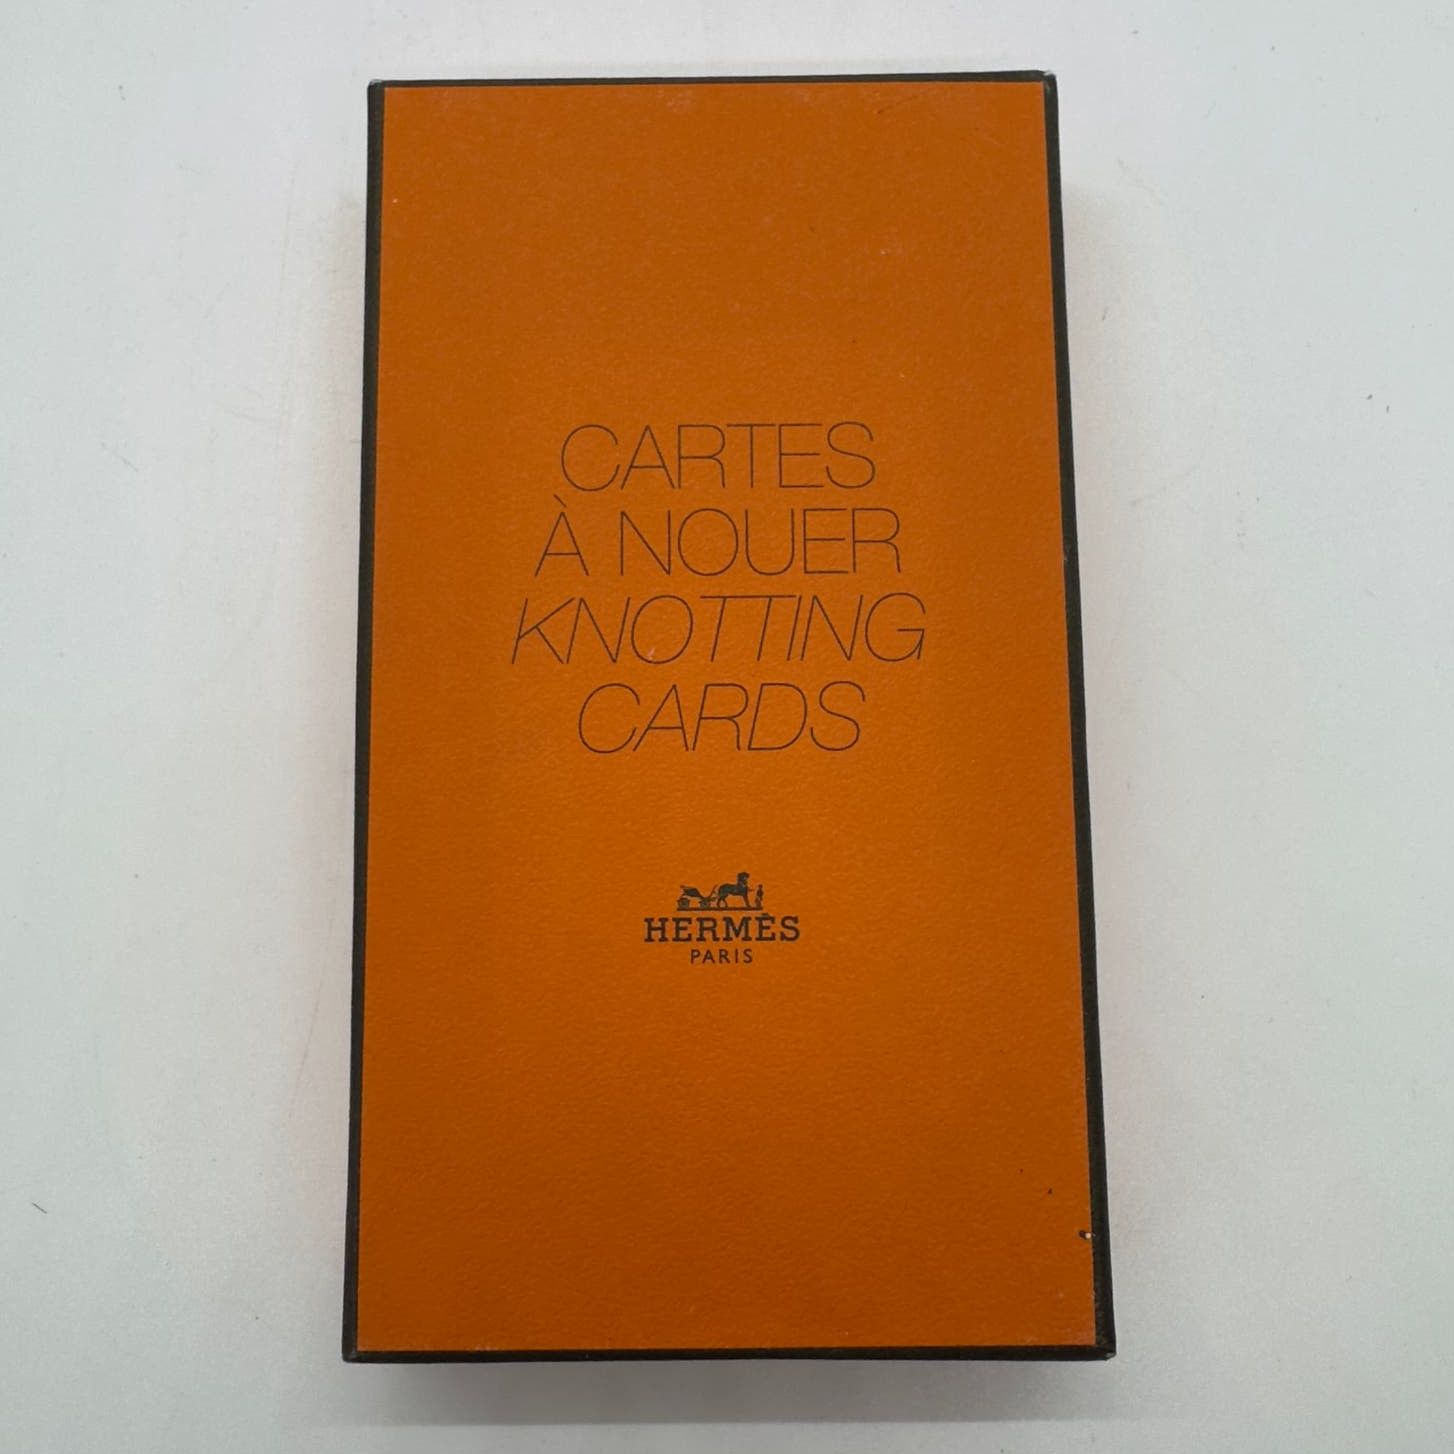 CARTES
À NOUER
KNOTTING
CARDS
HERMÈS
PARIS